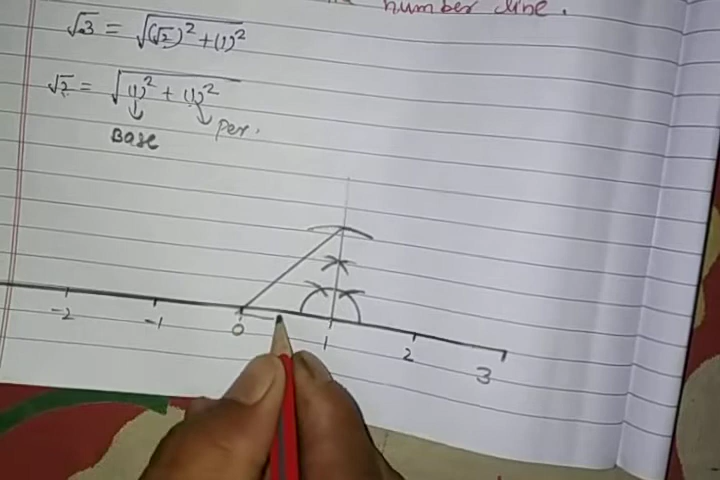 number line.
√3 = √(√2)² + (1)²
√2 = √(1)² + (1)²
Base
per.
-2 -1 0 1 2 3